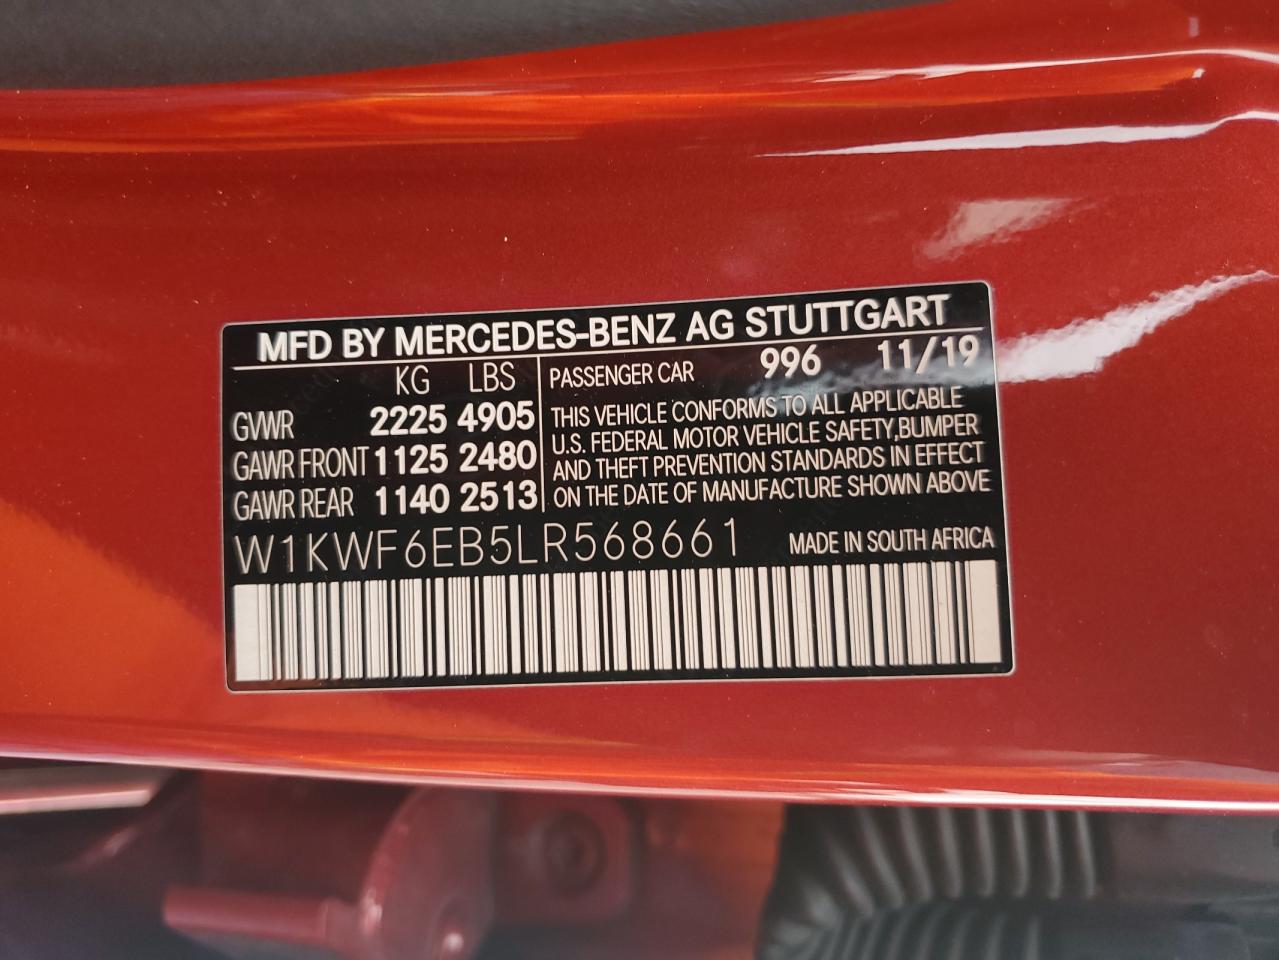 MFD BY MERCEDES-BENZ AG STUTTGART
KG LBS
GVWR 2225 4905
GAWR FRONT 1125 2480
GAWR REAR 1140 2513
PASSENGER CAR 996 11/19
THIS VEHICLE CONFORMS TO ALL APPLICABLE
U.S. FEDERAL MOTOR VEHICLE SAFETY,BUMPER
AND THEFT PREVENTION STANDARDS IN EFFECT
ON THE DATE OF MANUFACTURE SHOWN ABOVE
W1KWF6EB5LR568661 MADE IN SOUTH AFRICA